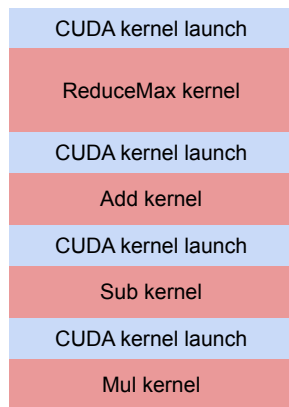 CUDA kernel launch
ReduceMax kernel
CUDA kernel launch
Add kernel
CUDA kernel launch
Sub kernel
CUDA kernel launch
Mul kernel